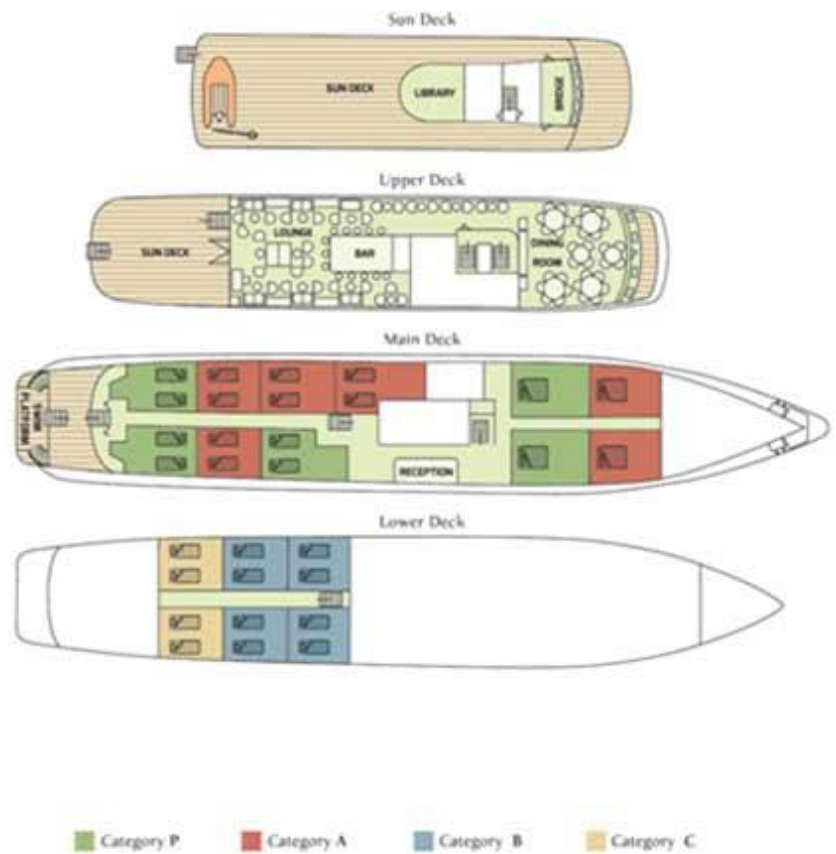 Sun Deck
SUN DECK
LIBRARY
BRIDGE
Upper Deck
SUN DECK
LOUNGE
BAR
DINING
ROOM
Main Deck
SWIM
PLATFORM
RECEPTION
Lower Deck
Category P
Category A
Category B
Category C